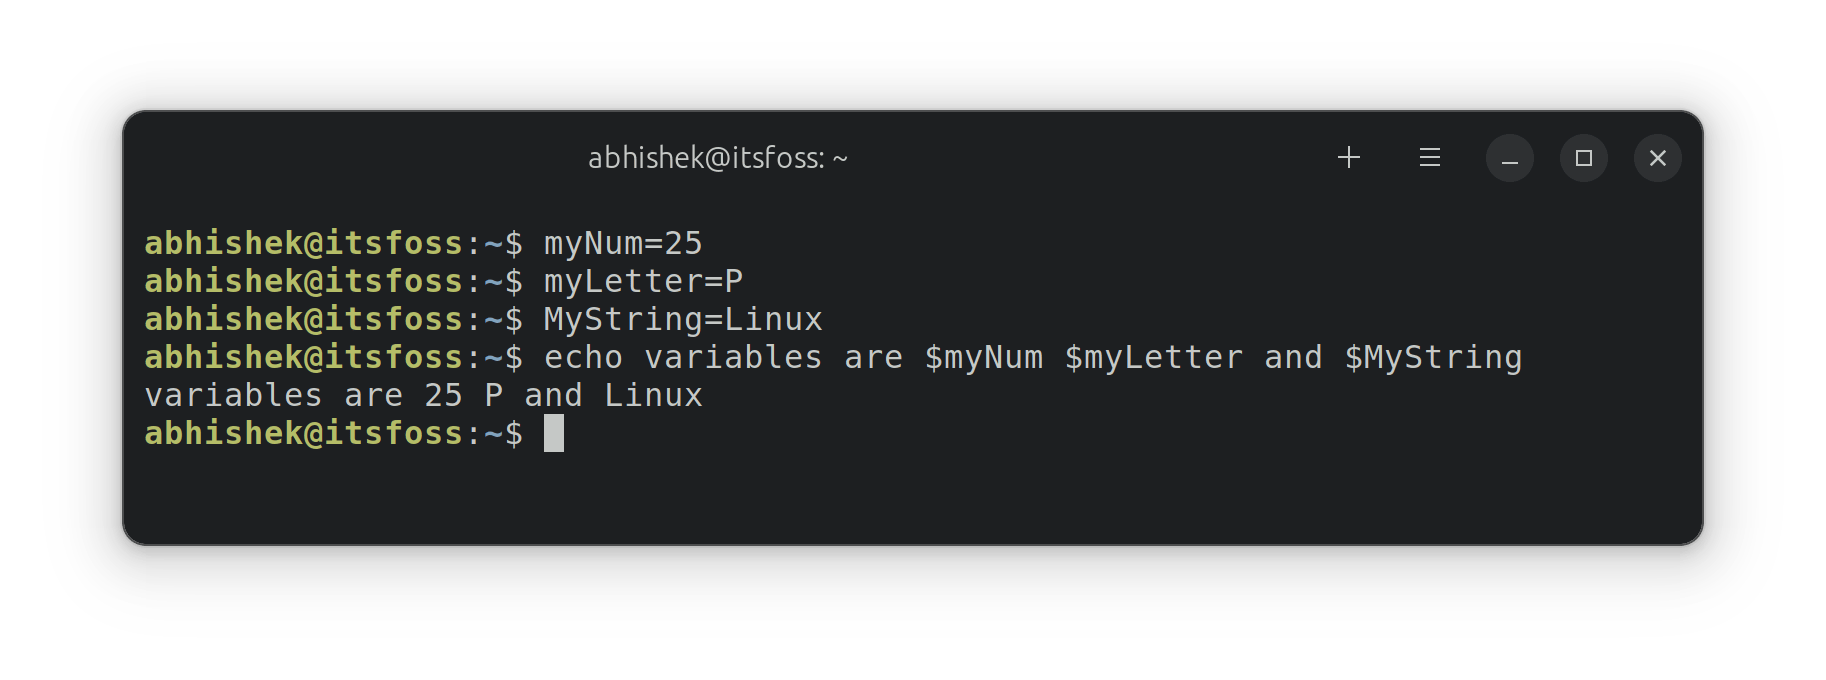 abhishek@itsfoss: ~
abhishek@itsfoss:~$ myNum=25
abhishek@itsfoss:~$ myLetter=P
abhishek@itsfoss:~$ MyString=Linux
abhishek@itsfoss:~$ echo variables are $myNum $myLetter and $MyString
variables are 25 P and Linux
abhishek@itsfoss:~$